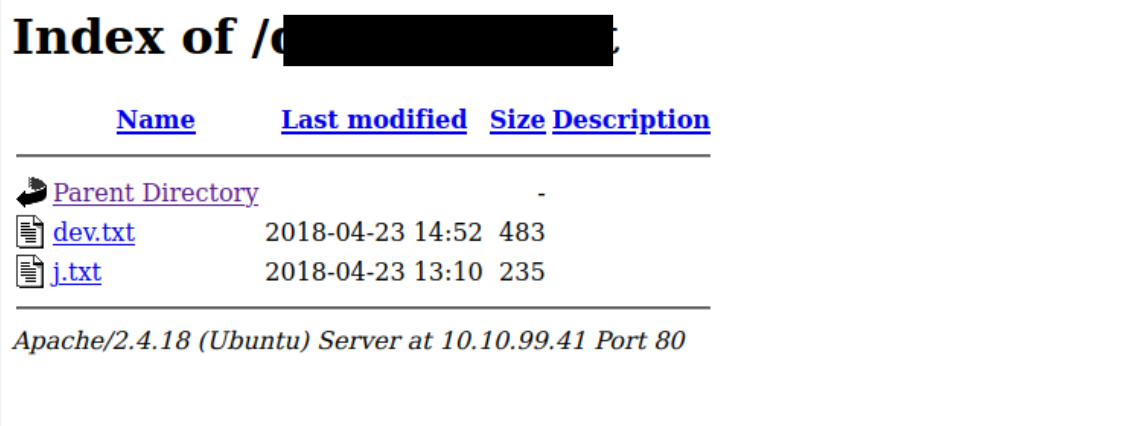 Index of /
Name Last modified Size Description
Parent Directory -
dev.txt 2018-04-23 14:52 483
j.txt 2018-04-23 13:10 235
Apache/2.4.18 (Ubuntu) Server at 10.10.99.41 Port 80